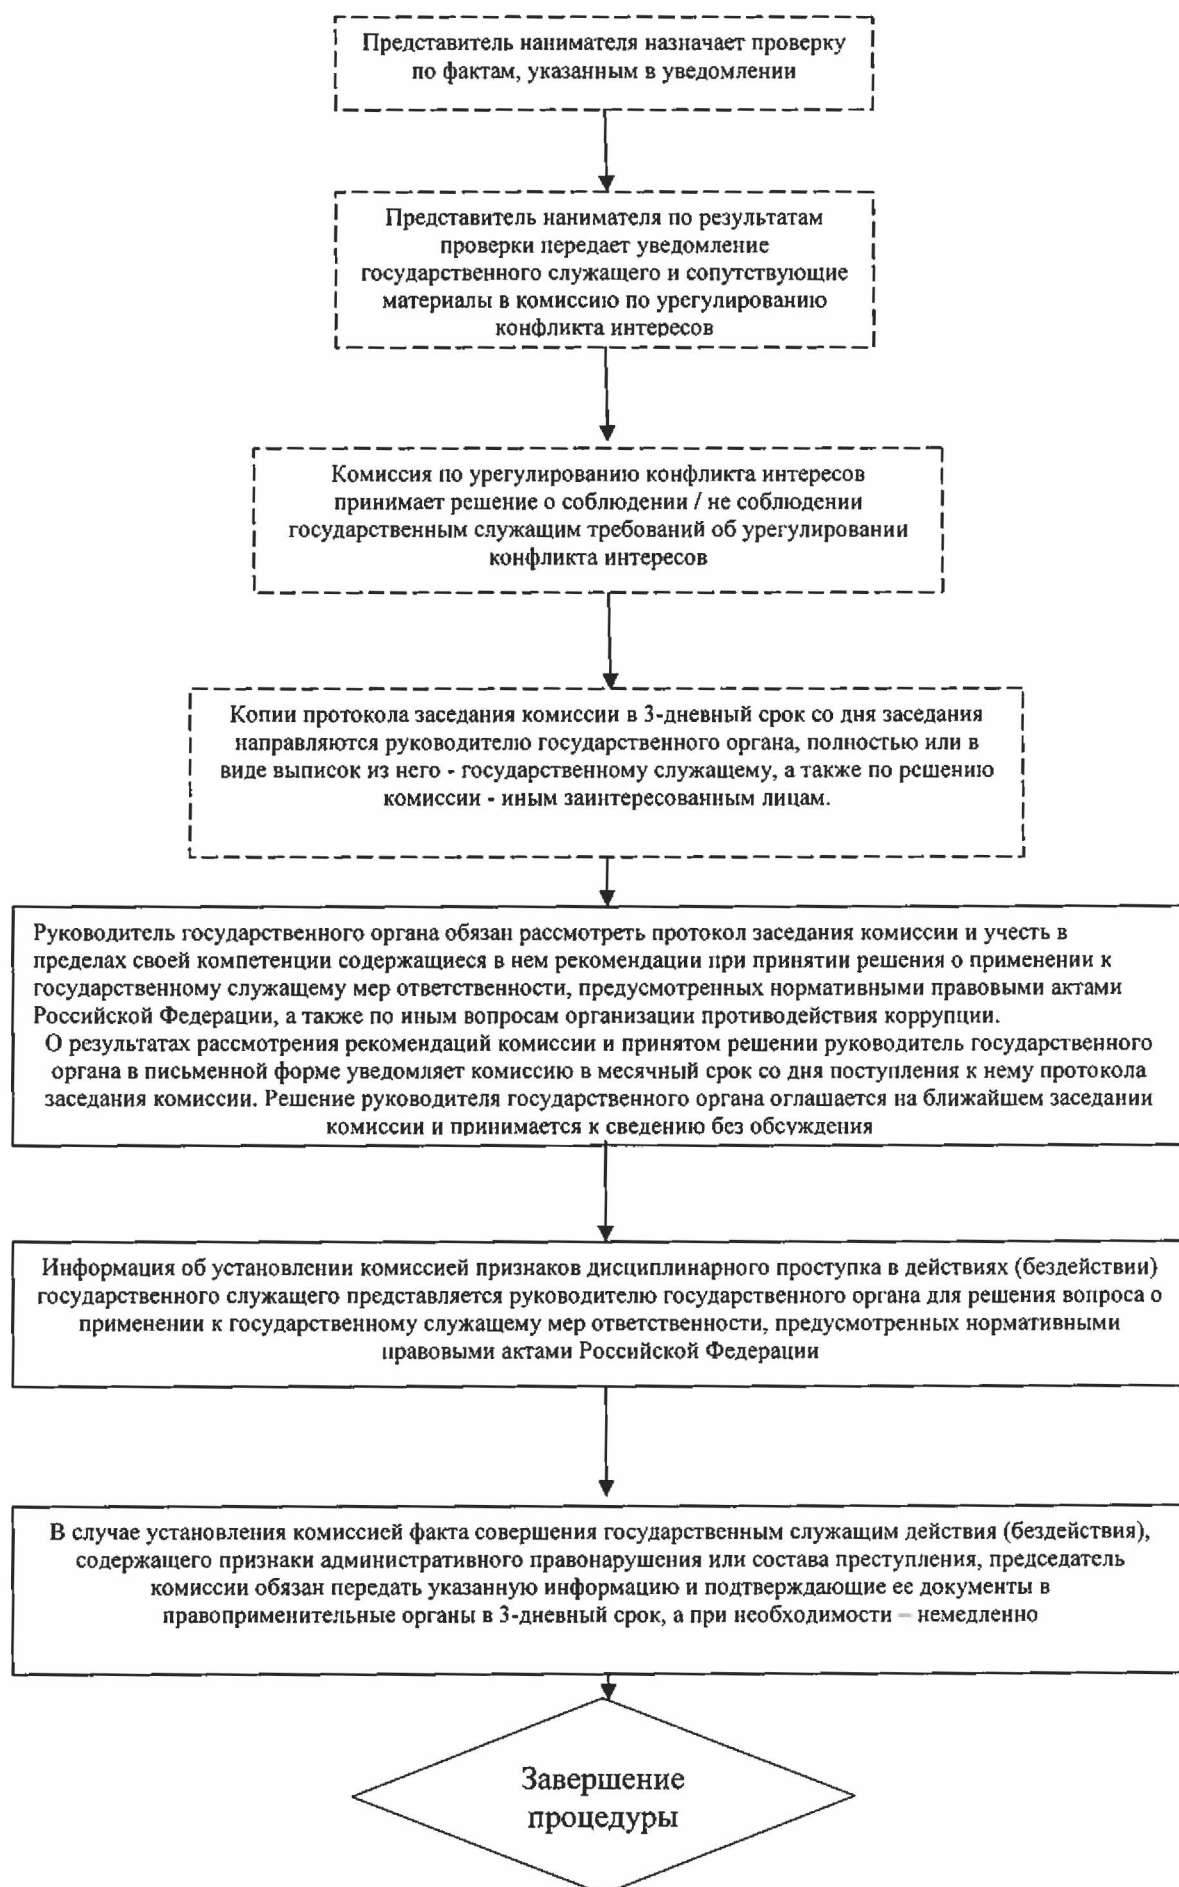 Представитель нанимателя назначает проверку
по фактам, указанным в уведомлении
Представитель нанимателя по результатам
проверки передает уведомление
государственного служащего и сопутствующие
материалы в комиссию по урегулированию
конфликта интересов
Комиссия по урегулированию конфликта интересов
принимает решение о соблюдении / не соблюдении
государственным служащим требований об урегулировании
конфликта интересов
Копии протокола заседания комиссии в 3-дневный срок со дня заседания
направляются руководителю государственного органа, полностью или в
виде выписок из него - государственному служащему, а также по решению
комиссии - иным заинтересованным лицам.
Руководитель государственного органа обязан рассмотреть протокол заседания комиссии и учесть в
пределах своей компетенции содержащиеся в нем рекомендации при принятии решения о применении к
государственному служащему мер ответственности, предусмотренных нормативными правовыми актами
Российской Федерации, а также по иным вопросам организации противодействия коррупции.
О результатах рассмотрения рекомендаций комиссии и принятом решении руководитель государственного
органа в письменной форме уведомляет комиссию в месячный срок со дня поступления к нему протокола
заседания комиссии. Решение руководителя государственного органа оглашается на ближайшем заседании
комиссии и принимается к сведению без обсуждения
Информация об установлении комиссией признаков дисциплинарного проступка в действиях (бездействии)
государственного служащего представляется руководителю государственного органа для решения вопроса о
применении к государственному служащему мер ответственности, предусмотренных нормативными
правовыми актами Российской Федерации
В случае установления комиссией факта совершения государственным служащим действия (бездействия),
содержащего признаки административного правонарушения или состава преступления, председатель
комиссии обязан передать указанную информацию и подтверждающие ее документы в
правоприменительные органы в 3-дневный срок, а при необходимости – немедленно
Завершение
процедуры